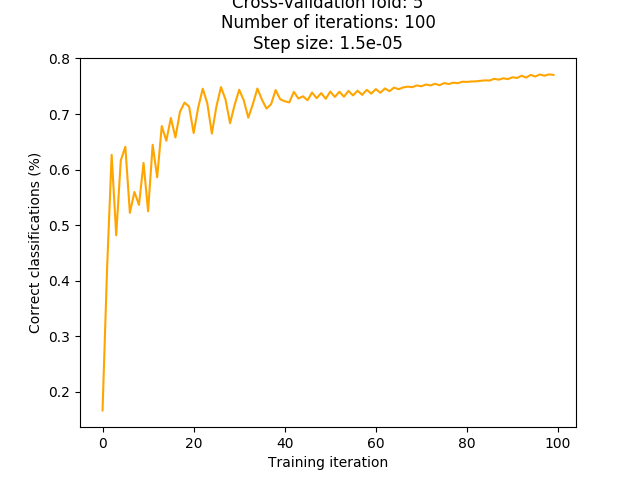 Cross-validation fold: 5
Number of iterations: 100
Step size: 1.5e-05
0.8
0.7
0.6
0.5
0.4
0.3
0.2
Correct classifications (%)
0 20 40 60 80 100
Training iteration